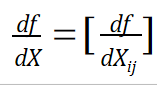 df/dX = [df/dX_ij]